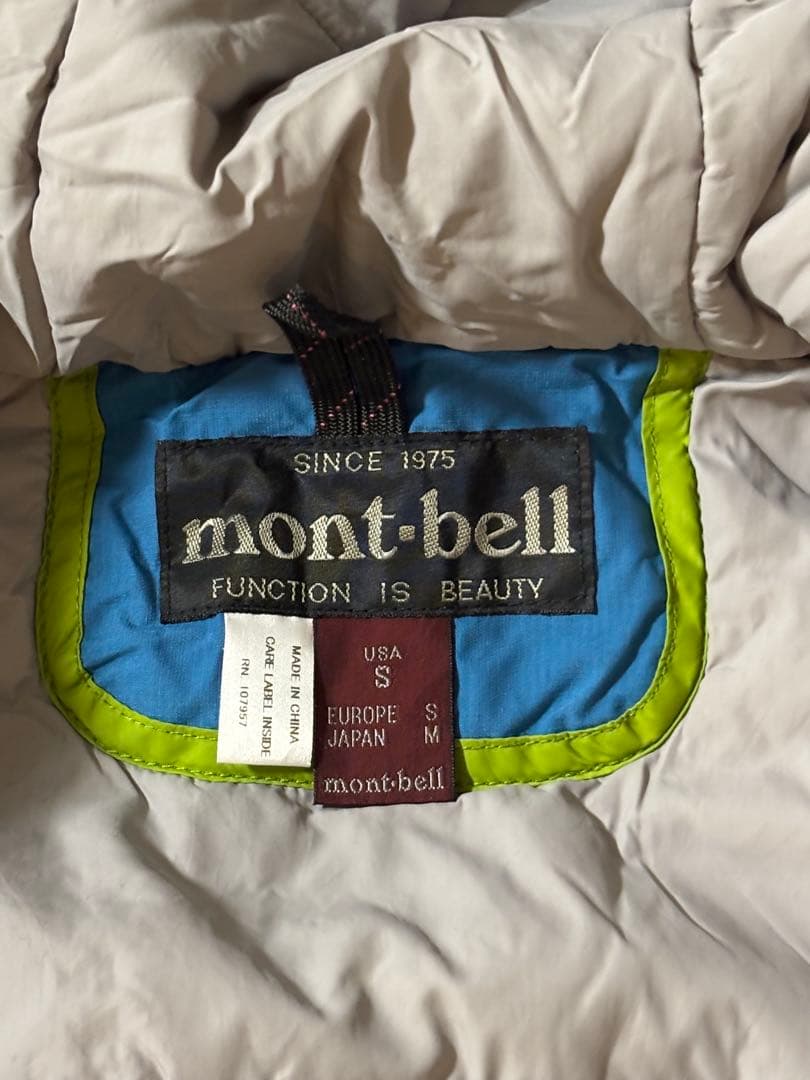 SINCE 1975
mont·bell
FUNCTION IS BEAUTY
MADE IN CHINA
CARE LABEL INSIDE
RN 107957
USA
S
EUROPE S
JAPAN M
mont·bell